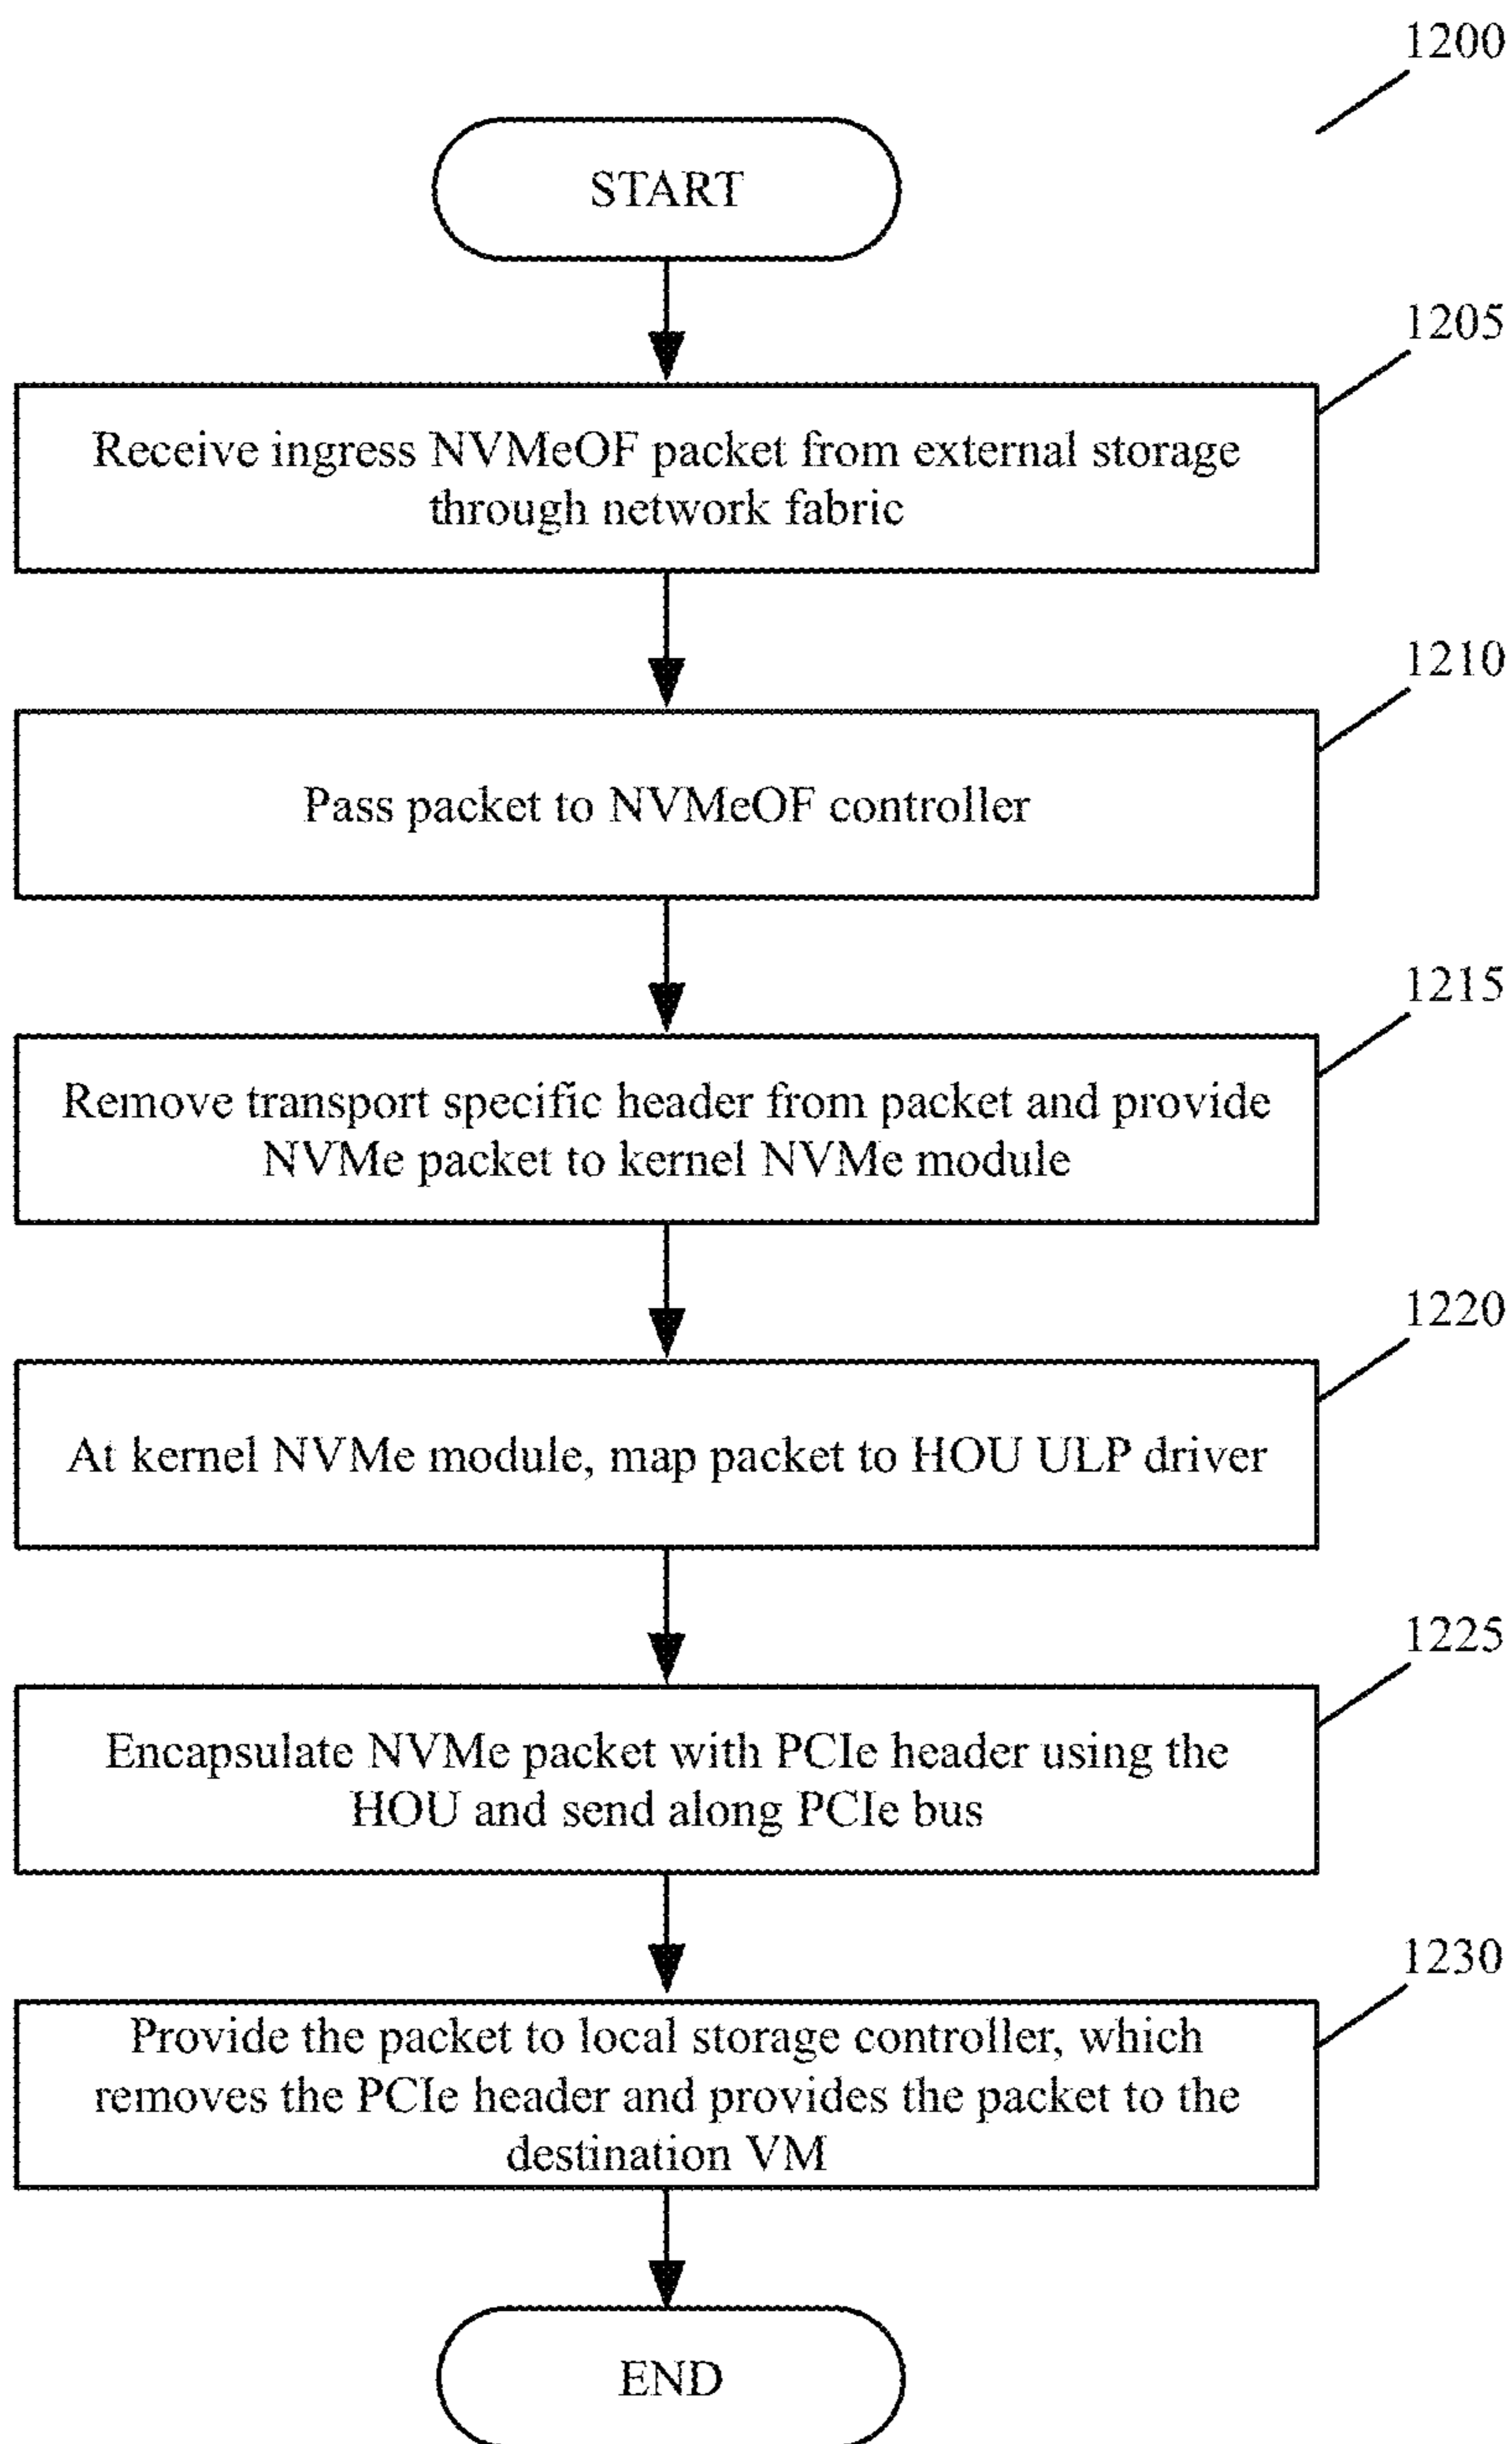 1200
START
1205
Receive ingress NVMeOF packet from external storage
through network fabric
1210
Pass packet to NVMeOF controller
1215
Remove transport specific header from packet and provide
NVMe packet to kernel NVMe module
1220
At kernel NVMe module, map packet to HOU ULP driver
1225
Encapsulate NVMe packet with PCIe header using the
HOU and send along PCIe bus
1230
Provide the packet to local storage controller, which
removes the PCIe header and provides the packet to the
destination VM
END